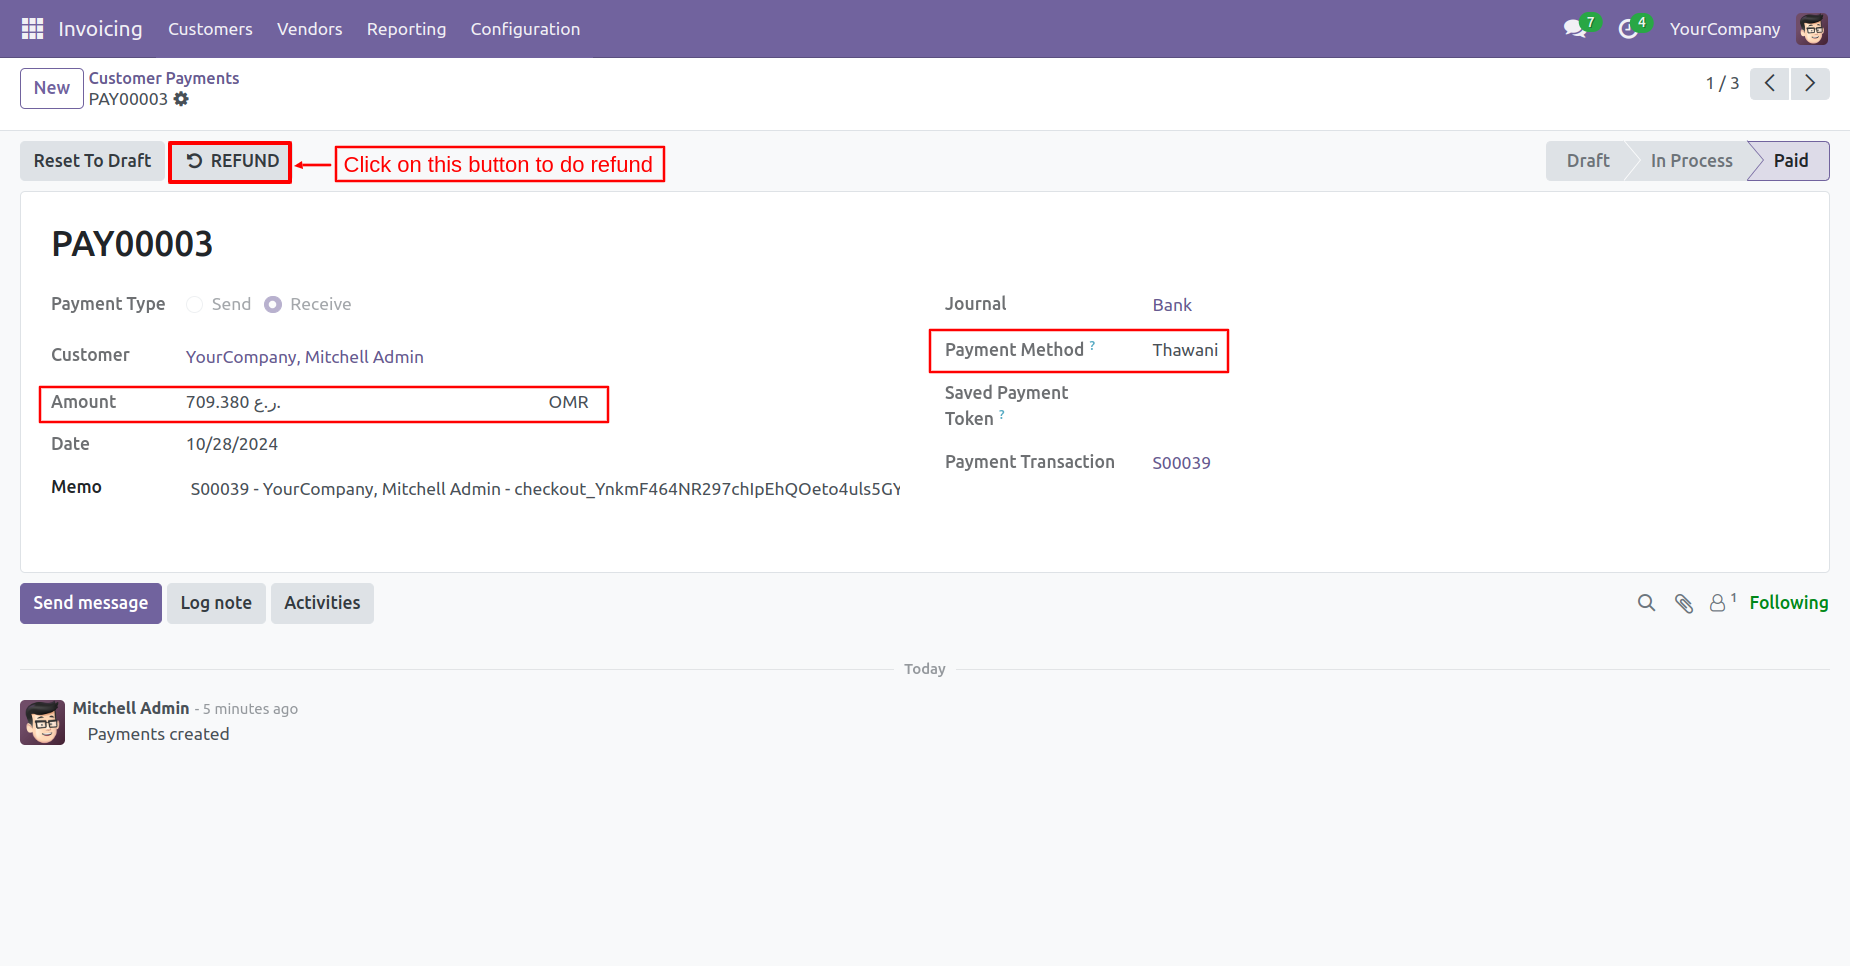 Invoicing Customers Vendors Reporting Configuration 7 4 YourCompany
New Customer Payments 1 / 3
PAY00003
Reset To Draft REFUND Click on this button to do refund Draft In Process Paid
PAY00003
Payment Type Send Receive Journal Bank
Customer YourCompany, Mitchell Admin Payment Method ? Thawani
Amount 709.380 ر.ع. OMR Saved Payment
Token ?
Date 10/28/2024
Memo S00039 - YourCompany, Mitchell Admin - checkout_YnkmF464NR297chIpEhQOeto4uls5GY Payment Transaction S00039
Send message Log note Activities 1 Following
Today
Mitchell Admin - 5 minutes ago
Payments created